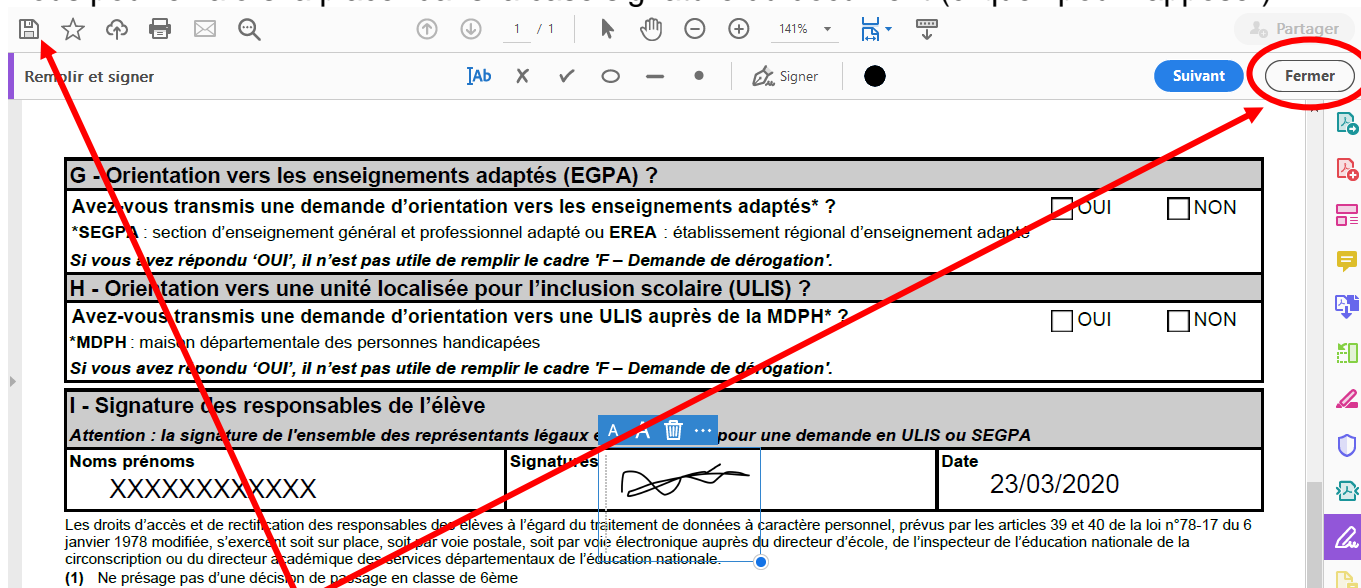 1 / 1
141%
Partager
Remplir et signer
Ab
Signer
Suivant
Fermer
G - Orientation vers les enseignements adaptés (EGPA) ?
Avez-vous transmis une demande d'orientation vers les enseignements adaptés* ?
OUI
NON
*SEGPA : section d'enseignement général et professionnel adapté ou EREA : établissement régional d'enseignement adapté
Si vous avez répondu ‘OUI’, il n'est pas utile de remplir le cadre 'F – Demande de dérogation'.
H - Orientation vers une unité localisée pour l'inclusion scolaire (ULIS) ?
Avez-vous transmis une demande d'orientation vers une ULIS auprès de la MDPH* ?
OUI
NON
*MDPH : maison départementale des personnes handicapées
Si vous avez répondu ‘OUI’, il n'est pas utile de remplir le cadre 'F – Demande de dérogation'.
I - Signature des responsables de l'élève
Attention : la signature de l'ensemble des représentants légaux pour une demande en ULIS ou SEGPA
A A ...
Noms prénoms
Signatures
Date
XXXXXXXXXXXX
23/03/2020
Les droits d'accès et de rectification des responsables des élèves à l'égard du traitement de données à caractère personnel, prévus par les articles 39 et 40 de la loi n°78-17 du 6
janvier 1978 modifiée, s'exercent soit sur place, soit par voie postale, soit par voie électronique auprès du directeur d'école, de l'inspecteur de l'éducation nationale de la
circonscription ou du directeur académique des services départementaux de l'éducation nationale.
(1) Ne présage pas d'une décision de passage en classe de 6ème